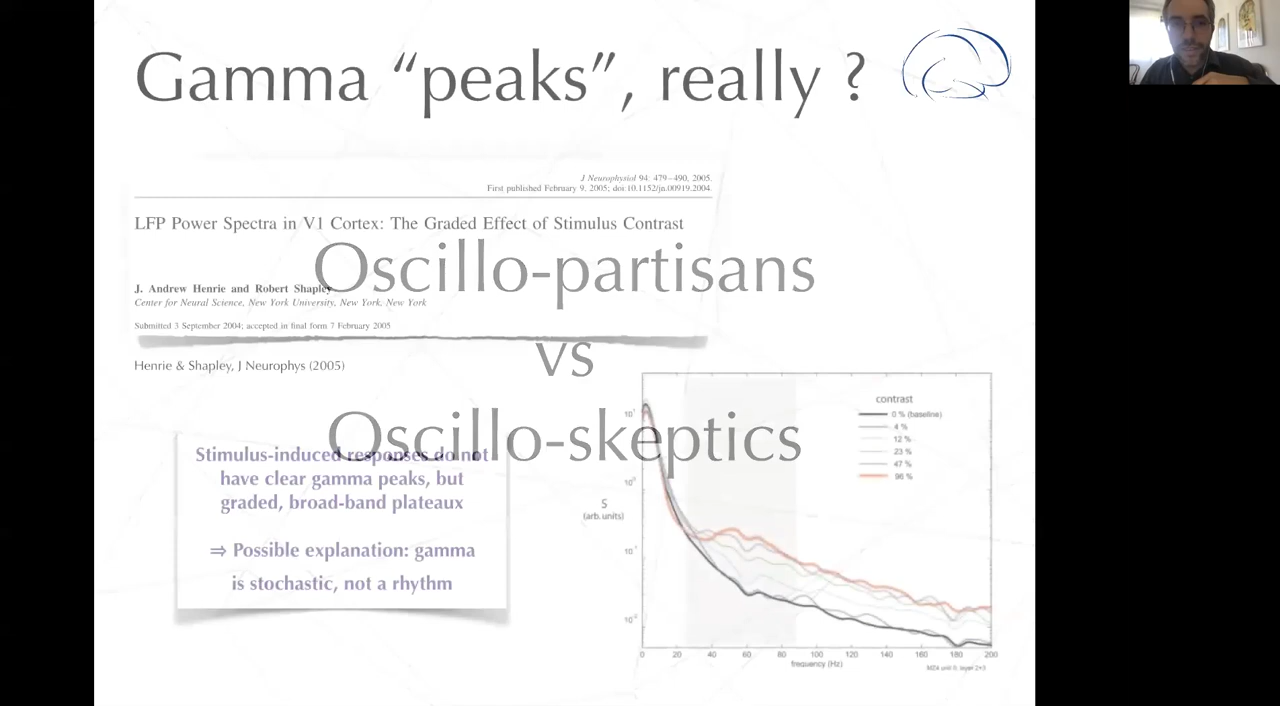 Gamma “peaks”, really ?
J Neurophysiol 94: 479–490, 2005.
First published February 9, 2005; doi:10.1152/jn.00919.2004.
LFP Power Spectra in V1 Cortex: The Graded Effect of Stimulus Contrast
Oscillo-partisans
J. Andrew Henrie and Robert Shapley
Center for Neural Science, New York University, New York, New York
Submitted 3 September 2004; accepted in final form 7 February 2005
vs
Henrie & Shapley, J Neurophys (2005)
Oscillo-skeptics
Stimulus-induced responses do not
have clear gamma peaks, but
graded, broad-band plateaux
⇒ Possible explanation: gamma
is stochastic, not a rhythm
contrast
0 % (baseline)
4 %
12 %
23 %
47 %
96 %
S
(arb. units)
0 20 40 60 80 100 120 140 160 180 200
frequency (Hz)